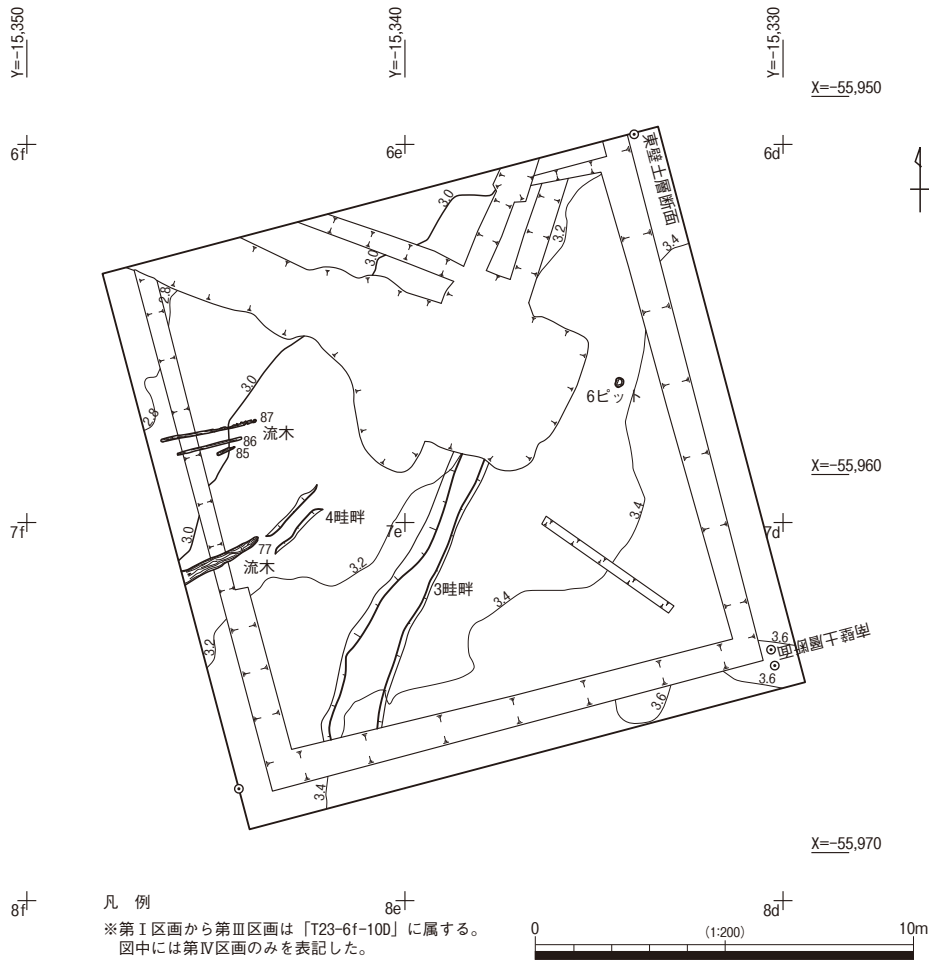 Y=-15,350
Y=-15,340
Y=-15,330
X=-55,950
6f
6e
6d
東壁土層断面
3.0
3.2
3.4
3.0
2.8
3.0
6ピット
2.8
87
流木
86
85
X=-55,960
3.4
7f
4畦畔
7e
7d
3.0
77
流木
3.2
3畦畔
3.4
3.2
3.6
南壁土層断面
3.6
3.6
3.4
X=-55,970
8f
凡 例
8e
8d
※第Ⅰ区画から第Ⅲ区画は「T23-6f-10D」に属する。
図中には第Ⅳ区画のみを表記した。
0
(1:200)
10m